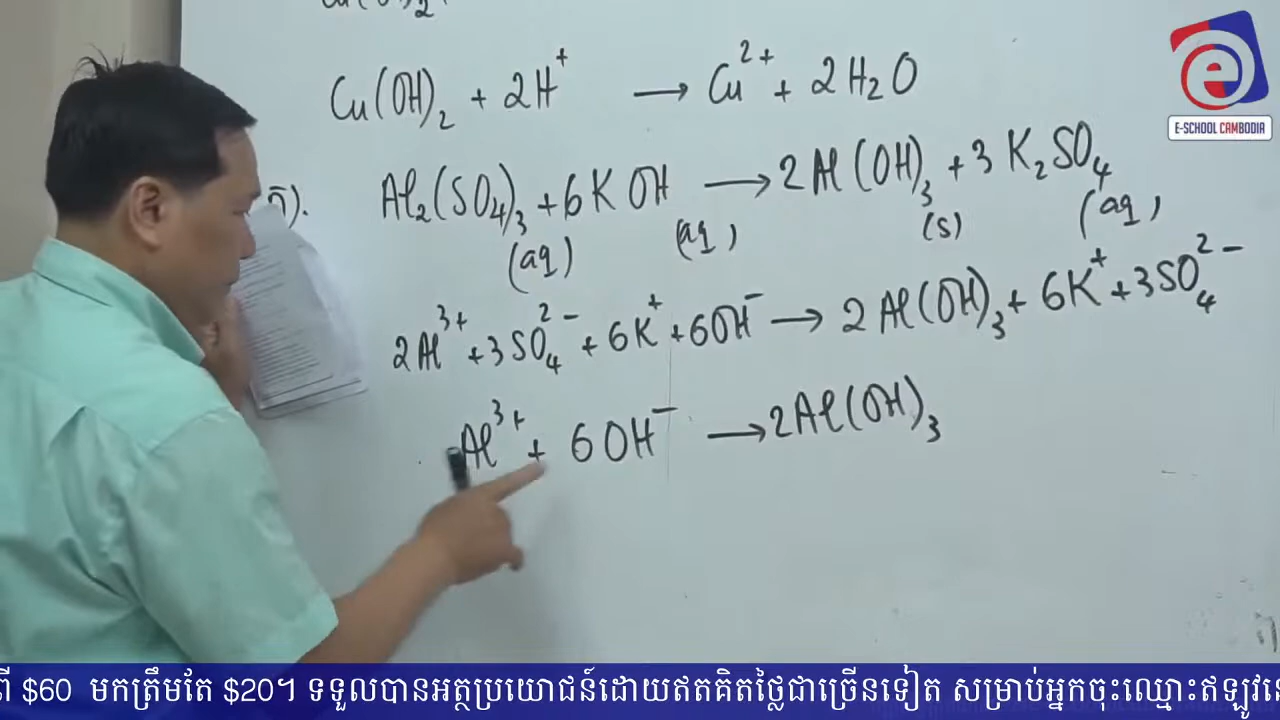 Cu(OH)₂ + 2H⁺ → Cu²⁺ + 2H₂O
ក). Al₂(SO₄)₃ + 6KOH → 2Al(OH)₃ + 3K₂SO₄
(aq) (aq) (s) (aq)
2Al³⁺ + 3SO₄²⁻ + 6K⁺ + 6OH⁻ → 2Al(OH)₃ + 6K⁺ + 3SO₄²⁻
Al³⁺ + 6OH⁻ → 2Al(OH)₃
e
E-SCHOOL CAMBODIA
ពី $60 មកត្រឹមតែ $20។ ទទួលបានអត្ថប្រយោជន៍ដោយឥតគិតថ្លៃជាច្រើនទៀត សម្រាប់អ្នកចុះឈ្មោះឥឡូវនេះ